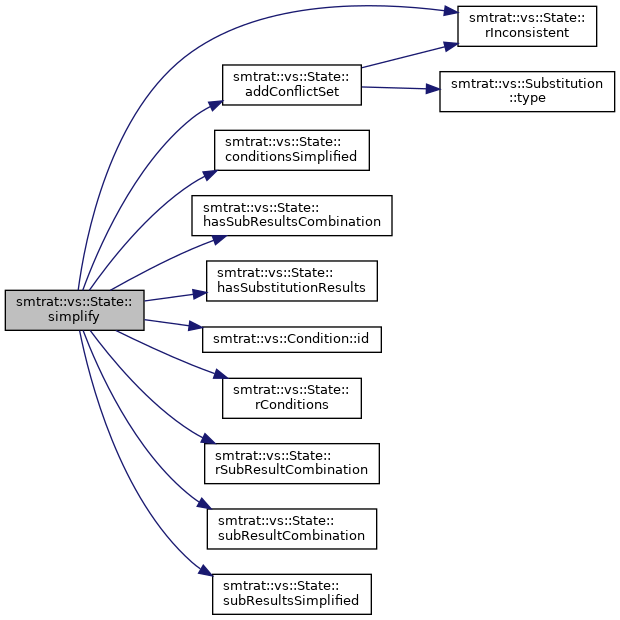 smtrat::vs::State::
simplify
smtrat::vs::State::
rInconsistent
smtrat::vs::State::
addConflictSet
smtrat::vs::Substitution
::type
smtrat::vs::State::
conditionsSimplified
smtrat::vs::State::
hasSubResultsCombination
smtrat::vs::State::
hasSubstitutionResults
smtrat::vs::Condition::id
smtrat::vs::State::
rConditions
smtrat::vs::State::
rSubResultCombination
smtrat::vs::State::
subResultCombination
smtrat::vs::State::
subResultsSimplified